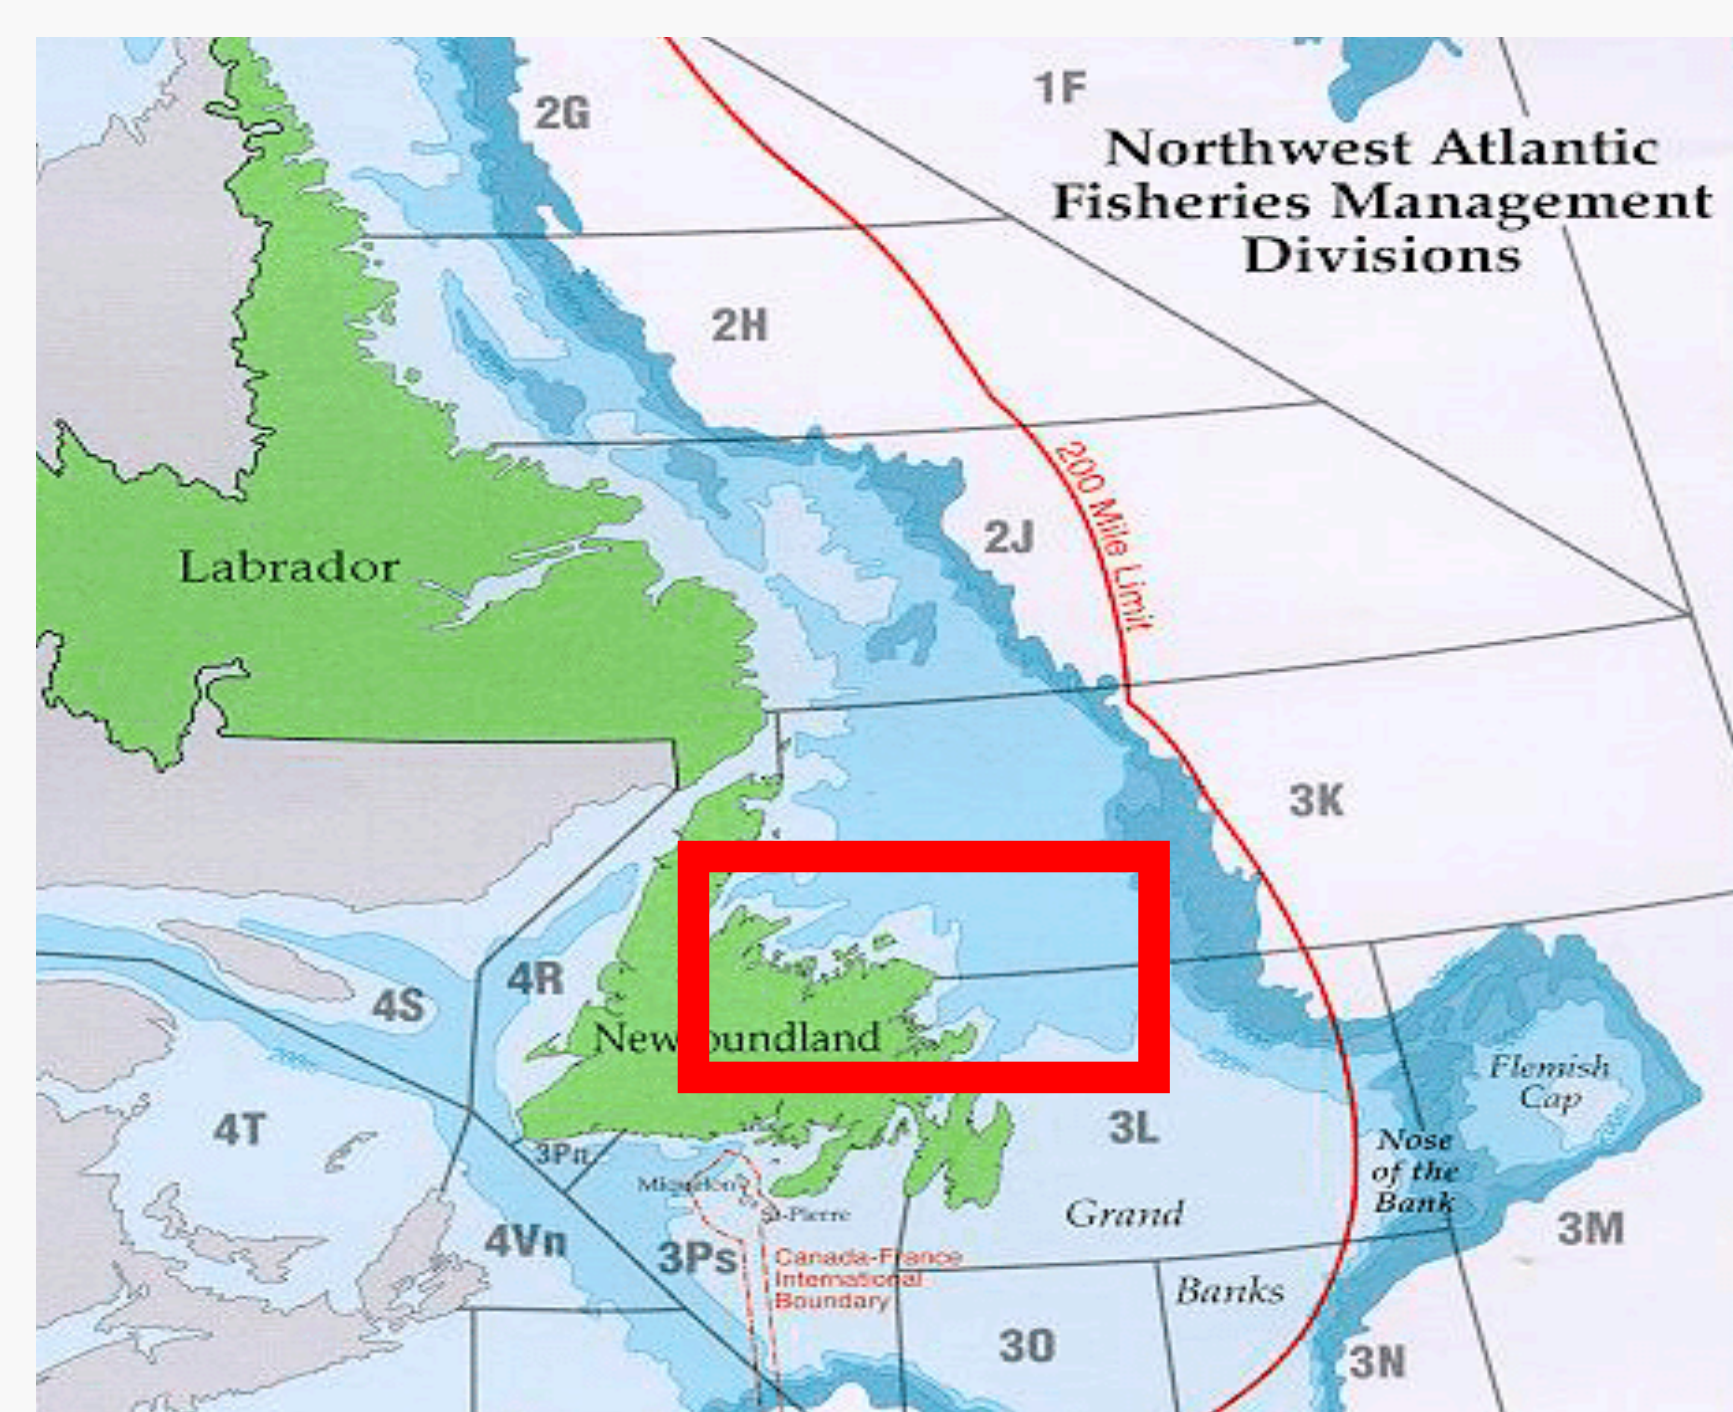 2G
1F
Northwest Atlantic
Fisheries Management
Divisions
2H
200 Mile Limit
2J
Labrador
3K
4R
4S
Newfoundland
Flemish
Cap
4T
3L
3Pn
Nose
of the
Bank
Miquelon
St-Pierre
Grand
3M
4Vn
3Ps
Canada-France
International
Boundary
Banks
3O
3N